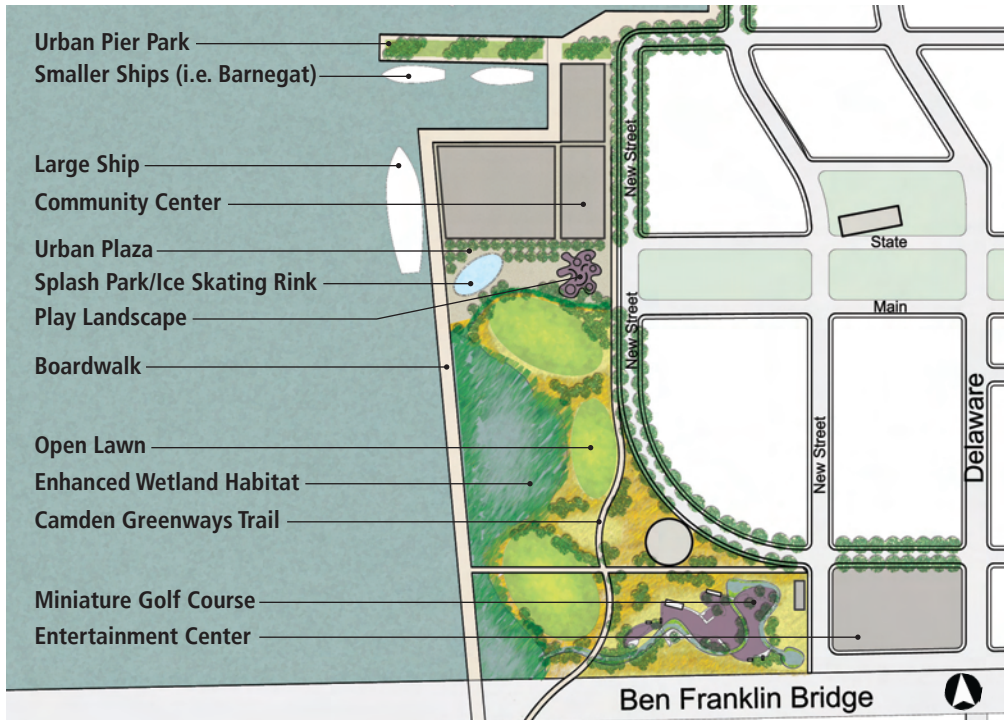 Urban Pier Park
Smaller Ships (i.e. Barnegat)
Large Ship
Community Center
Urban Plaza
Splash Park/Ice Skating Rink
Play Landscape
Boardwalk
Open Lawn
Enhanced Wetland Habitat
Camden Greenways Trail
Miniature Golf Course
Entertainment Center
New Street
State
New Street
Main
New Street
Delaware
Ben Franklin Bridge